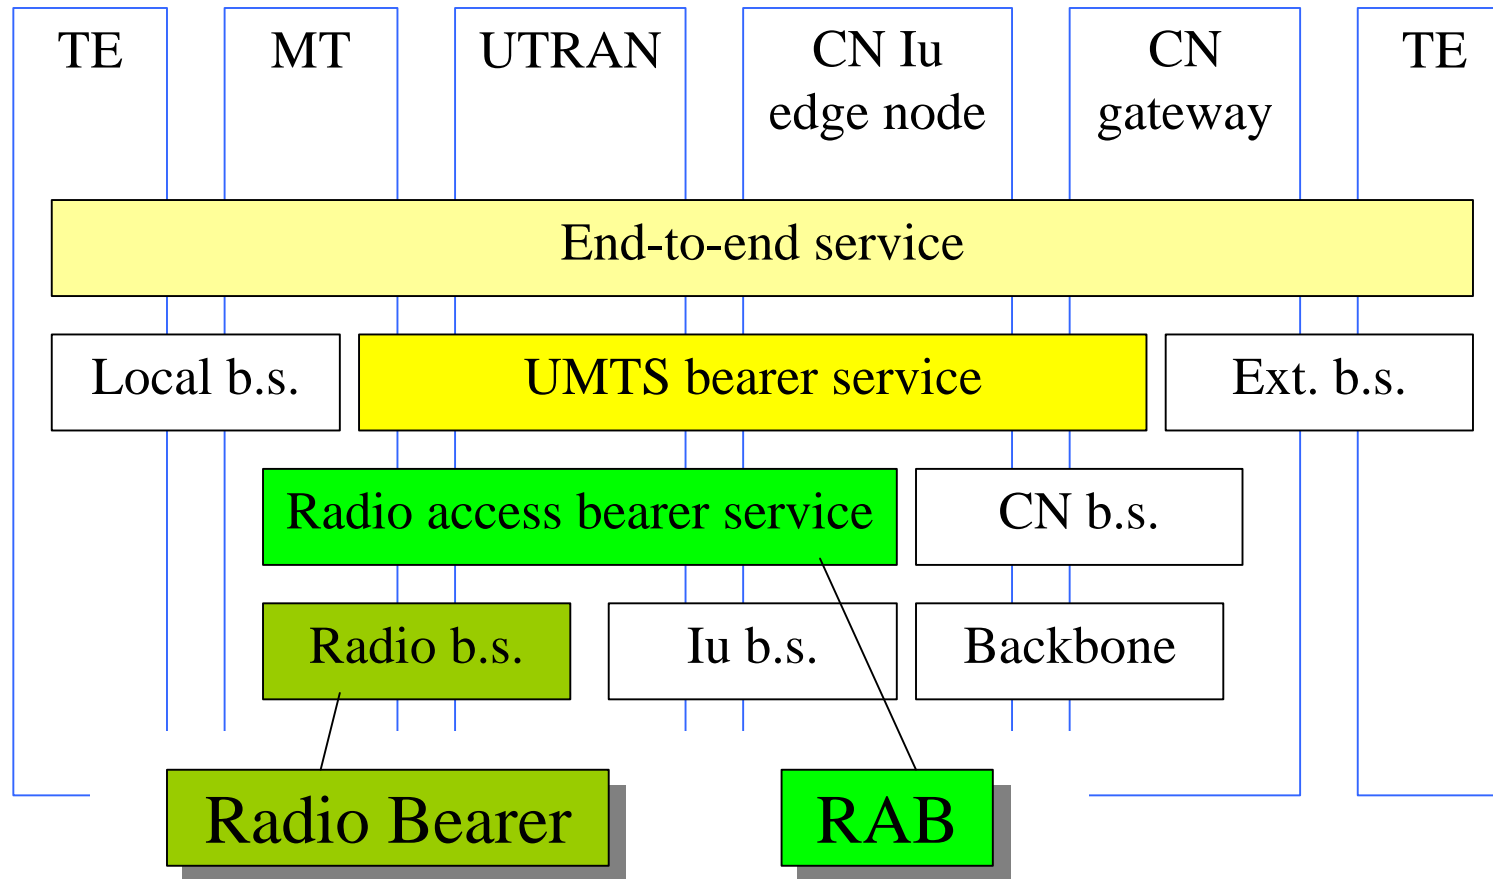 TE
MT
UTRAN
CN Iu
edge node
CN
gateway
TE
End-to-end service
Local b.s.
UMTS bearer service
Ext. b.s.
Radio access bearer service
CN b.s.
Radio b.s.
Iu b.s.
Backbone
Radio Bearer
RAB